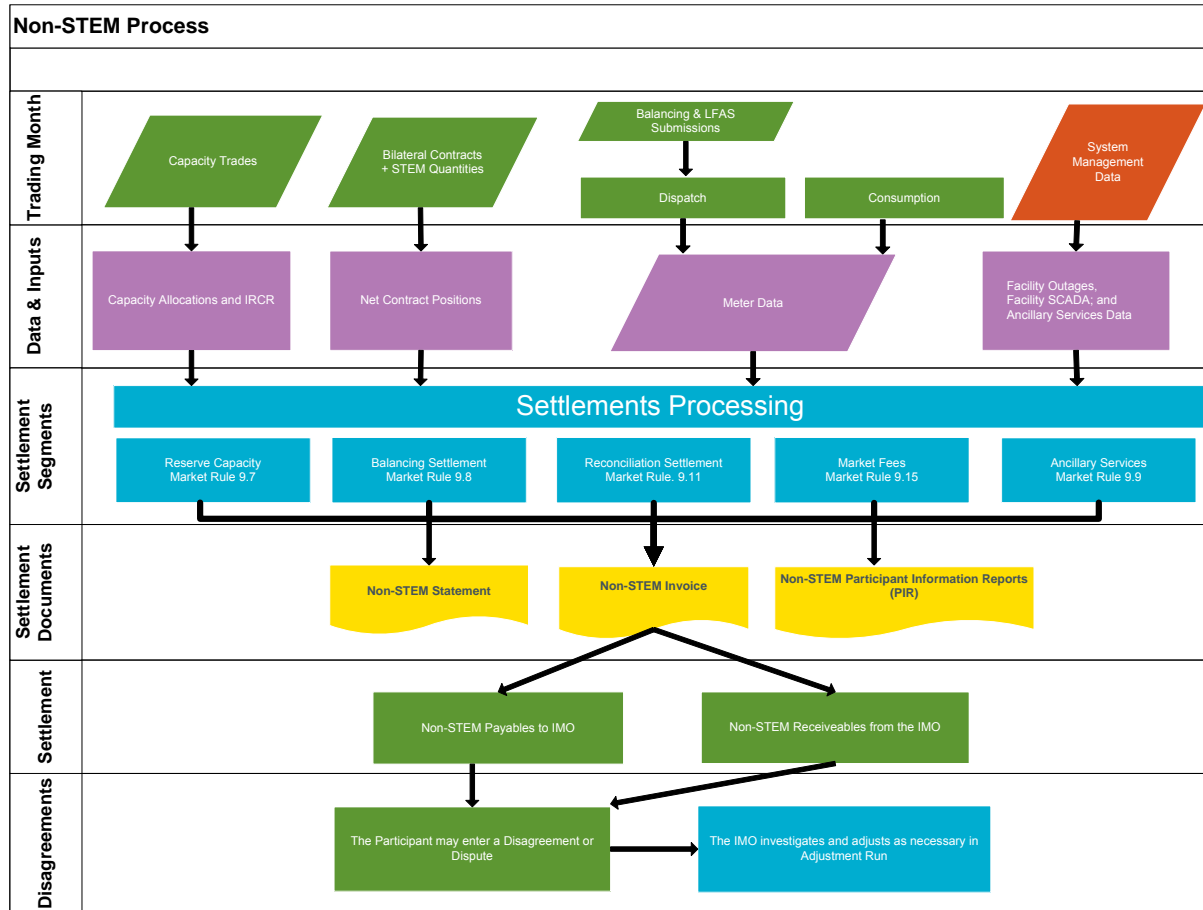 Non-STEM Process
Trading Month
Capacity Trades
Bilateral Contracts
+ STEM Quantities
Balancing & LFAS
Submissions
Dispatch
Consumption
System
Management
Data
Data & Inputs
Capacity Allocations and IRCR
Net Contract Positions
Meter Data
Facility Outages,
Facility SCADA; and
Ancillary Services Data
Settlement
Segments
Settlements Processing
Reserve Capacity
Market Rule 9.7
Balancing Settlement
Market Rule 9.8
Reconciliation Settlement
Market Rule. 9.11
Market Fees
Market Rule 9.15
Ancillary Services
Market Rule 9.9
Settlement
Documents
Non-STEM Statement
Non-STEM Invoice
Non-STEM Participant Information Reports
(PIR)
Settlement
Non-STEM Payables to IMO
Non-STEM Receiveables from the IMO
Disagreements
The Participant may enter a Disagreement or
Dispute
The IMO investigates and adjusts as necessary in
Adjustment Run